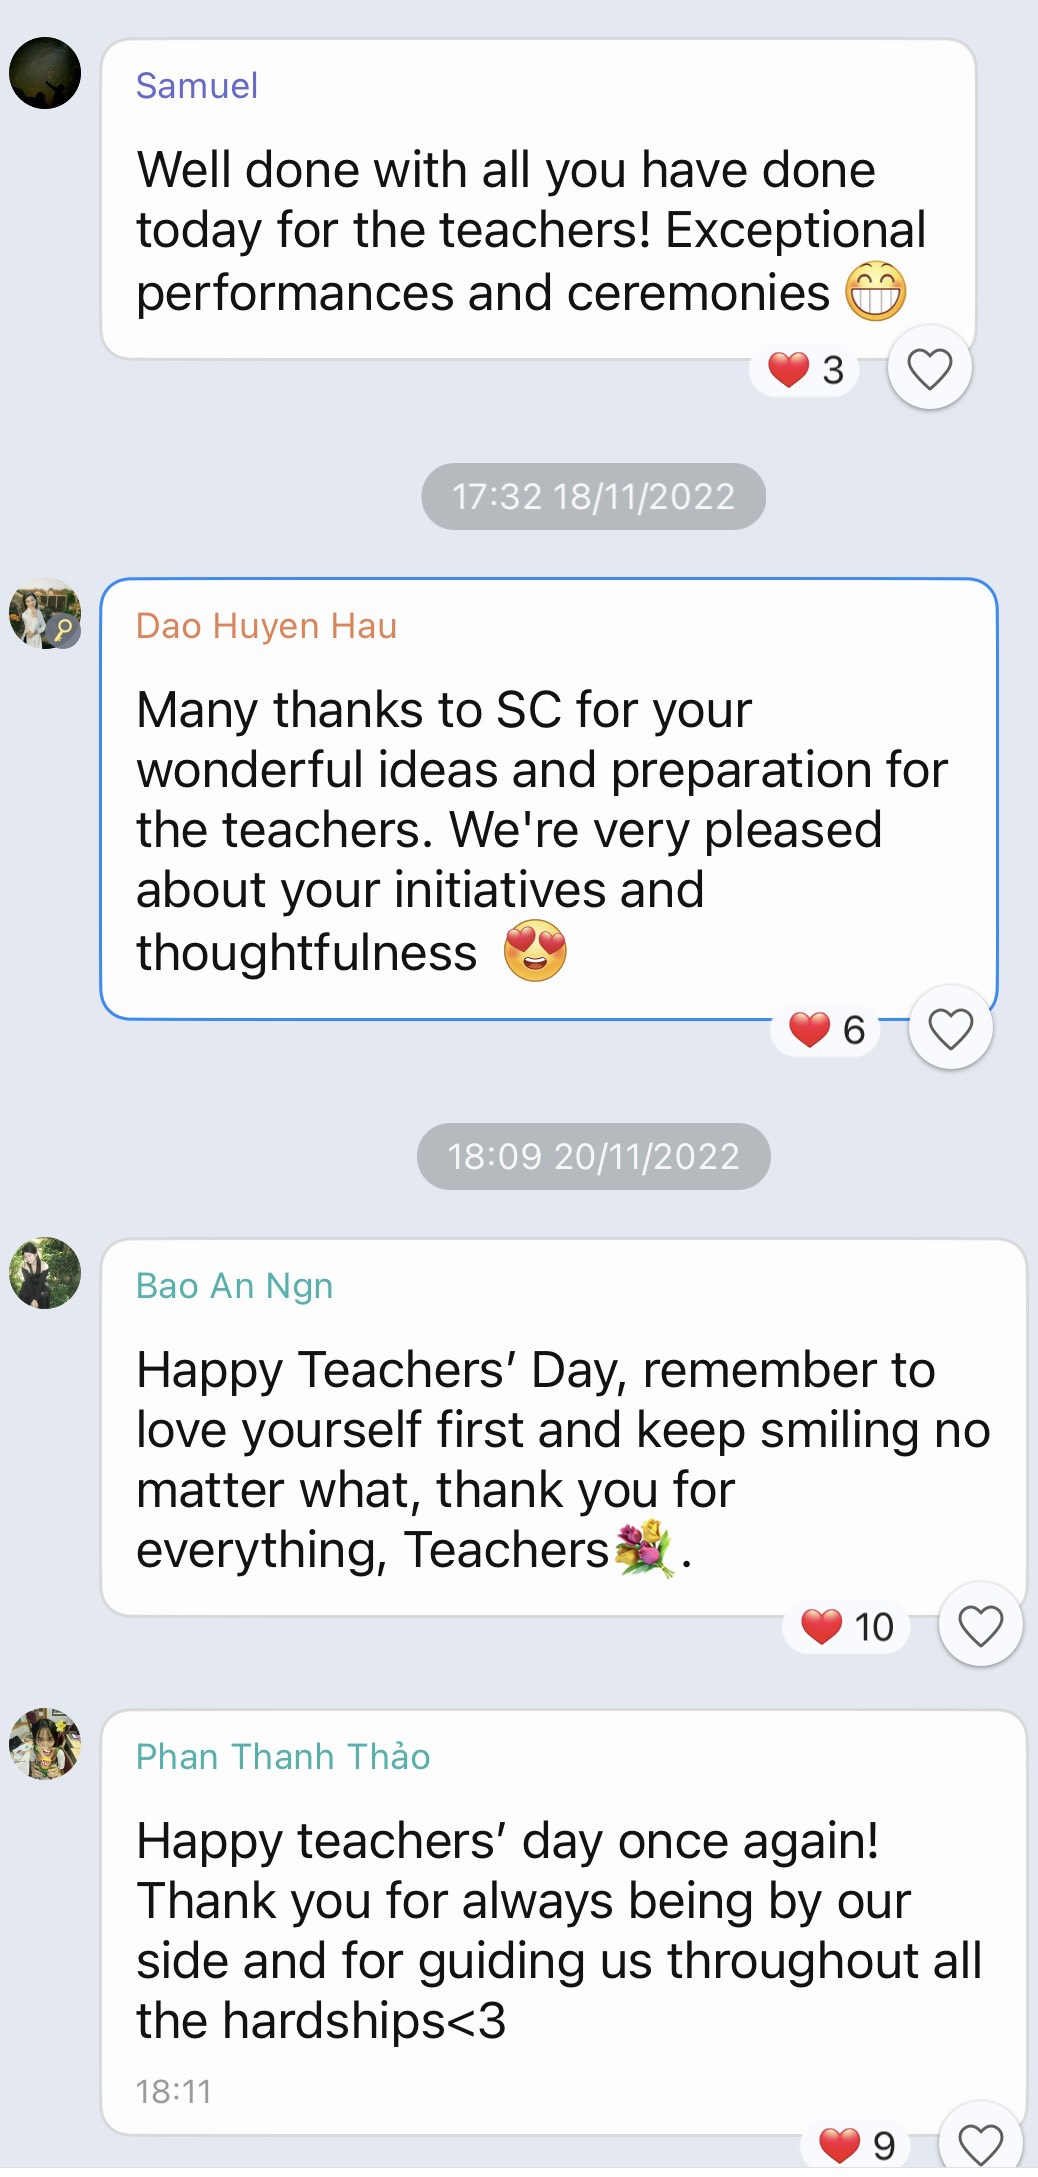 Samuel
Well done with all you have done
today for the teachers! Exceptional
performances and ceremonies 😁
❤️ 3
17:32 18/11/2022
Dao Huyen Hau
Many thanks to SC for your
wonderful ideas and preparation for
the teachers. We're very pleased
about your initiatives and
thoughtfulness 😍
❤️ 6
18:09 20/11/2022
Bao An Ngn
Happy Teachers’ Day, remember to
love yourself first and keep smiling no
matter what, thank you for
everything, Teachers💐.
❤️ 10
Phan Thanh Thảo
Happy teachers’ day once again!
Thank you for always being by our
side and for guiding us throughout all
the hardships<3
18:11
❤️ 9